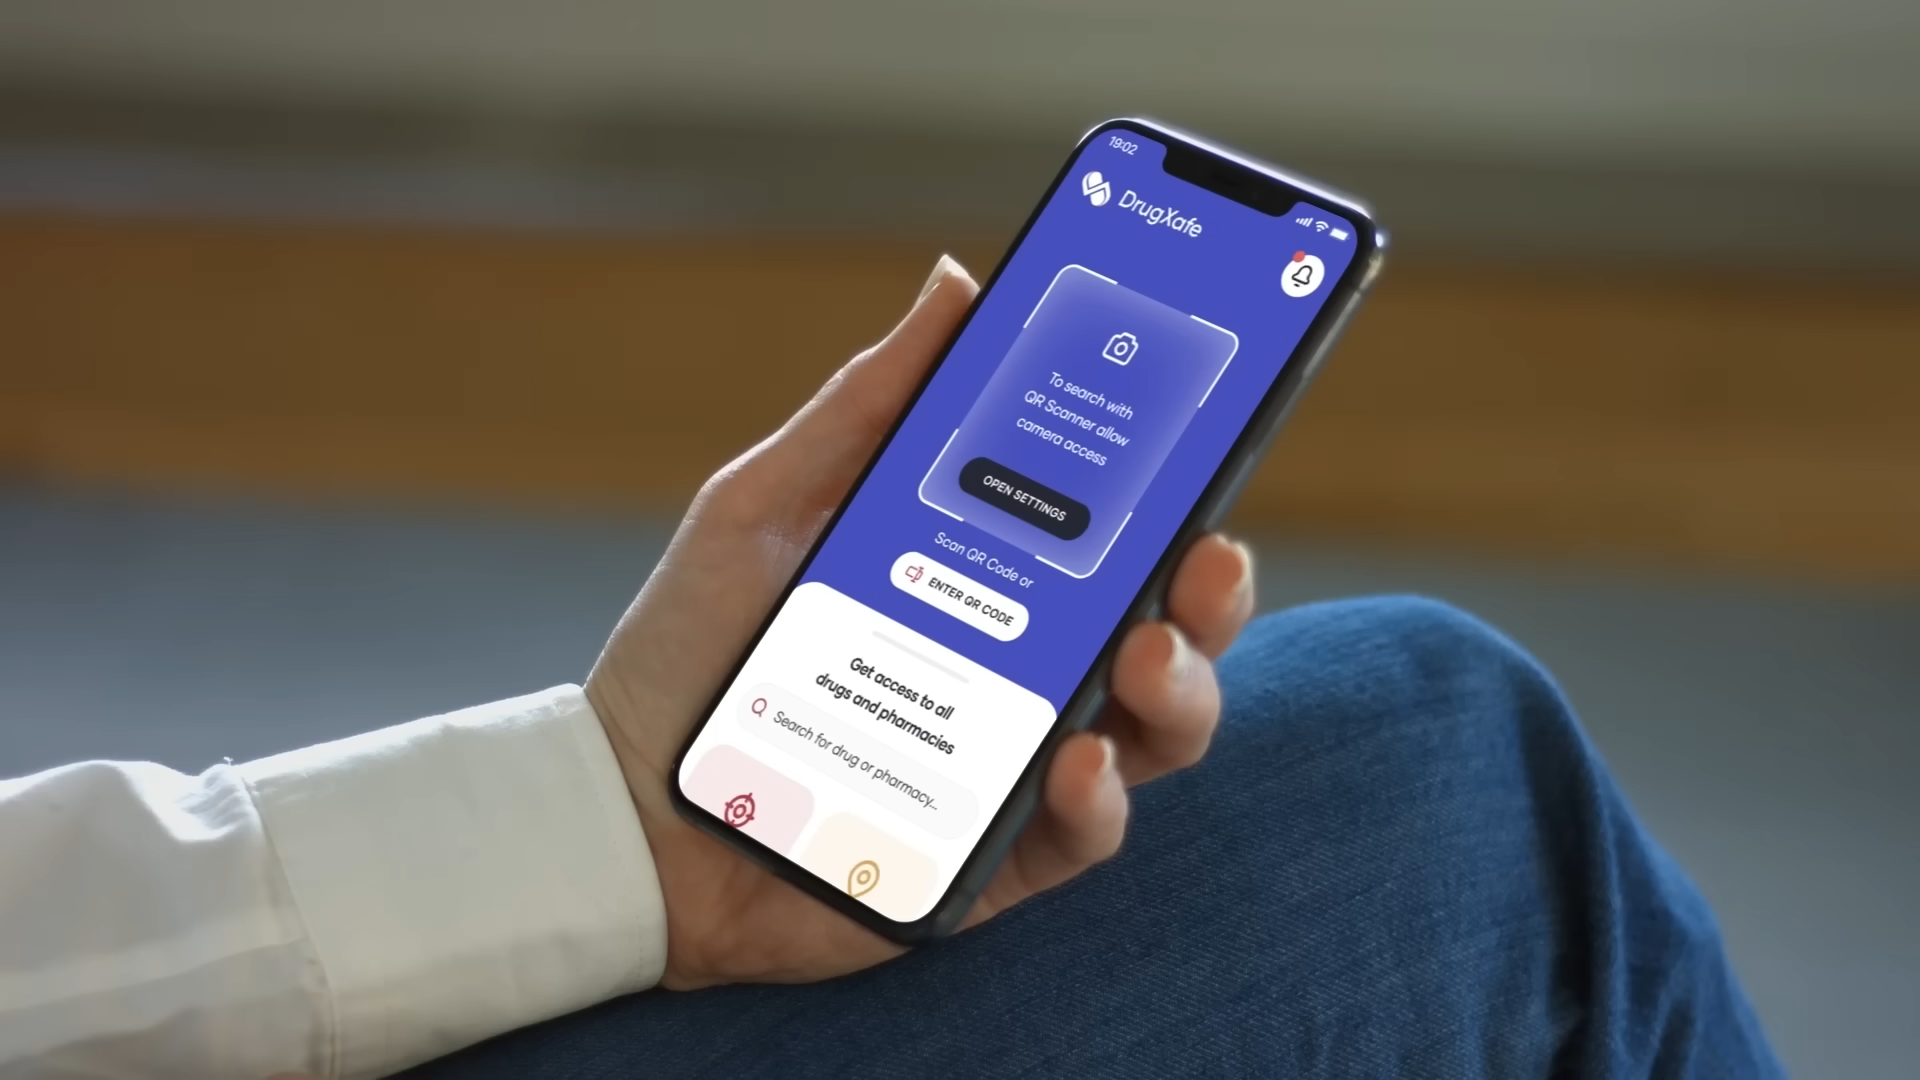 19:02
DrugXafe
To search with
QR Scanner allow
camera access
OPEN SETTINGS
Scan QR Code or
ENTER QR CODE
Get access to all
drugs and pharmacies
Search for drug or pharmacy...